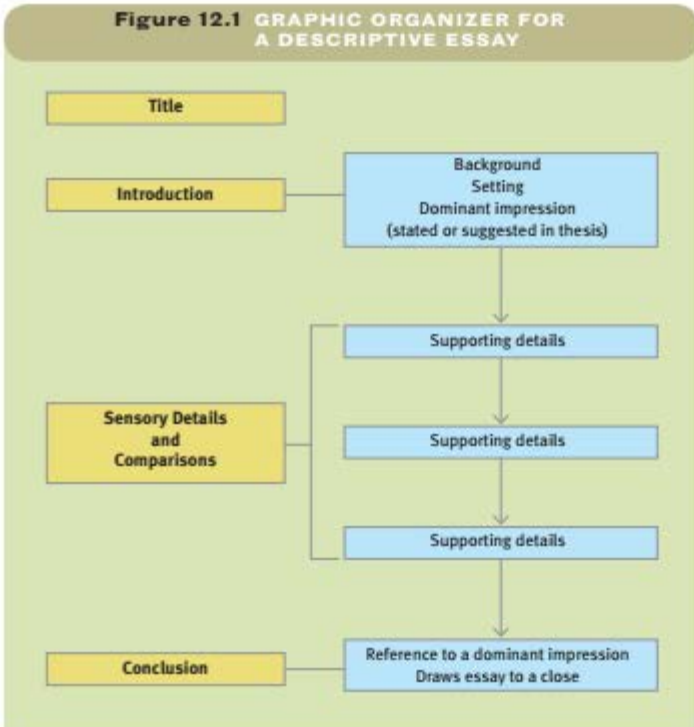 Figure 12.1 GRAPHIC ORGANIZER FOR
A DESCRIPTIVE ESSAY
Title
Introduction
Background
Setting
Dominant impression
(stated or suggested in thesis)
Supporting details
Sensory Details
and
Comparisons
Supporting details
Supporting details
Conclusion
Reference to a dominant impression
Draws essay to a close